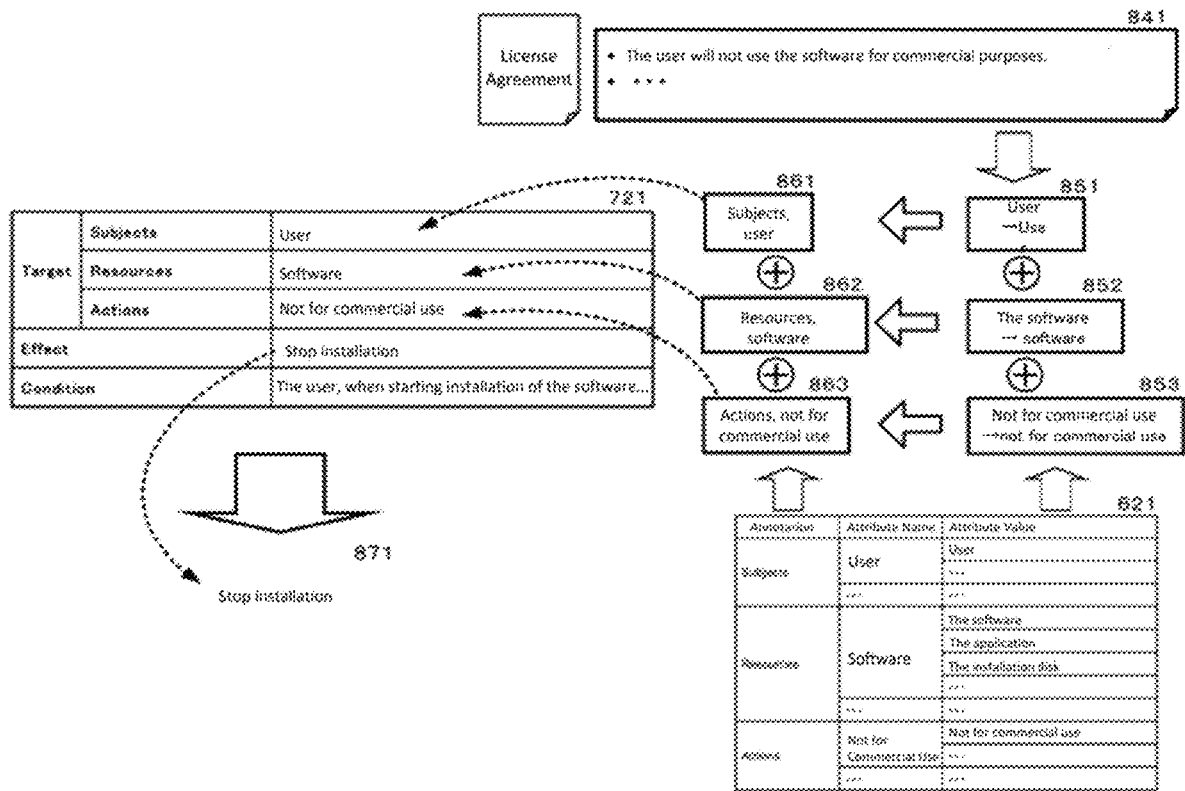 841
License
Agreement
• The user will not use the software for commercial purposes.
• • • •
721
Target
Subjects
User
Resources
Software
Actions
Not for commercial use
Effect
Stop installation
Condition
The user, when starting installation of the software...
861
Subjects,
user
862
Resources,
software
863
Actions, not for
commercial use
851
User
→Use
852
The software
→ software
853
Not for commercial use
→not for commercial use
871
Stop installation
621
Annotation Attribute Name Attribute Value
Subjects
User
User
...
... ...
Resources
Software
The software
The application
The installation disk
...
... ...
Actions
Not for
Commercial Use
Not for commercial use
...
... ...